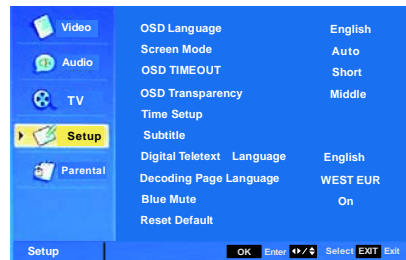 Video
Audio
TV
Setup
Parental
OSD Language English
Screen Mode Auto
OSD TIMEOUT Short
OSD Transparency Middle
Time Setup
Subtitle
Digital Teletext Language English
Decoding Page Language WEST EUR
Blue Mute On
Reset Default
Setup OK Enter Select EXIT Exit